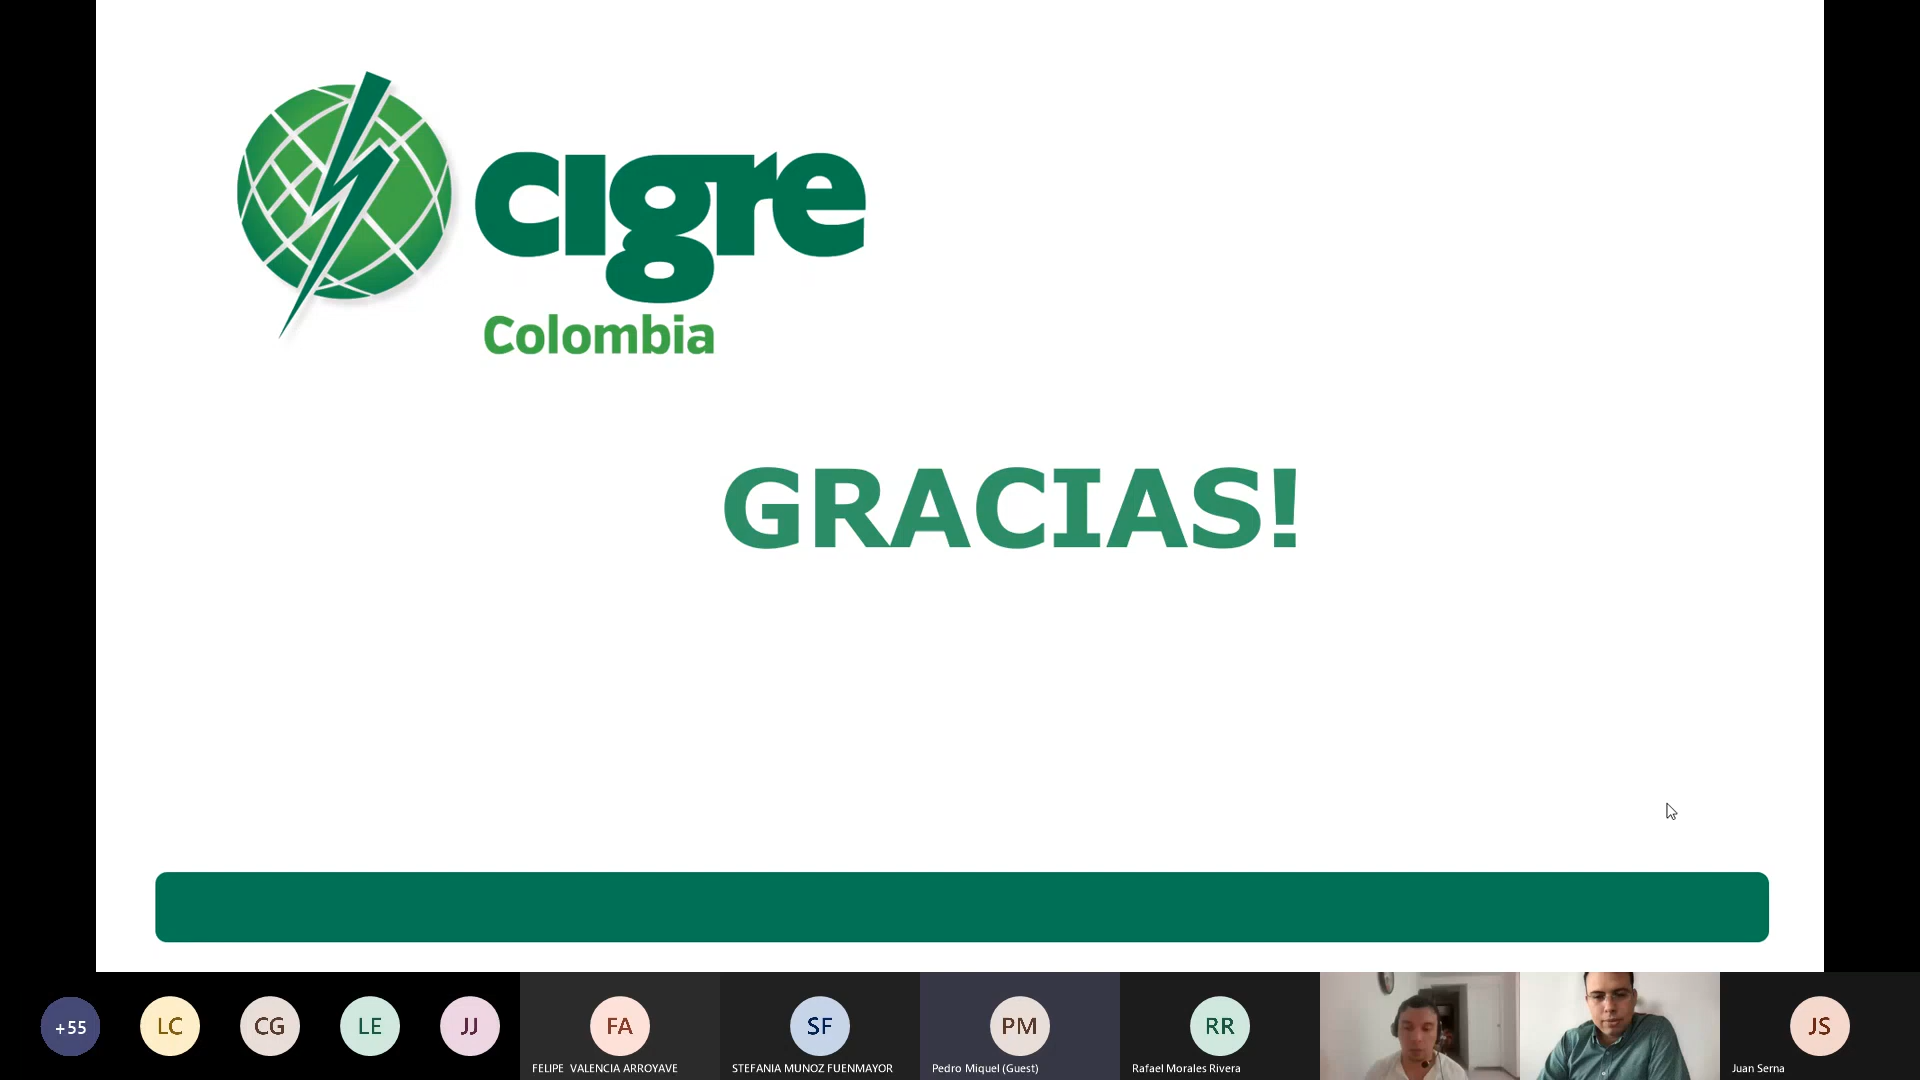 cigre
Colombia
GRACIAS!
+55
LC
CG
LE
JJ
FA
SF
PM
RR
JS
FELIPE VALENCIA ARROYAVE
STEFANIA MUNOZ FUENMAYOR
Pedro Miquel (Guest)
Rafael Morales Rivera
Juan Serna